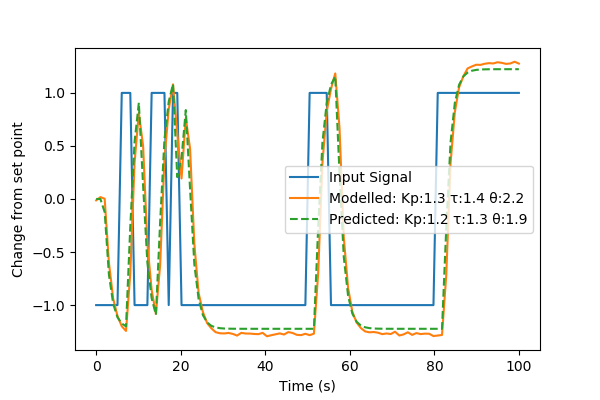 1.0
0.5
0.0
−0.5
−1.0
Change from set point
Input Signal
Modelled: Kp:1.3 τ:1.4 θ:2.2
Predicted: Kp:1.2 τ:1.3 θ:1.9
0 20 40 60 80 100
Time (s)